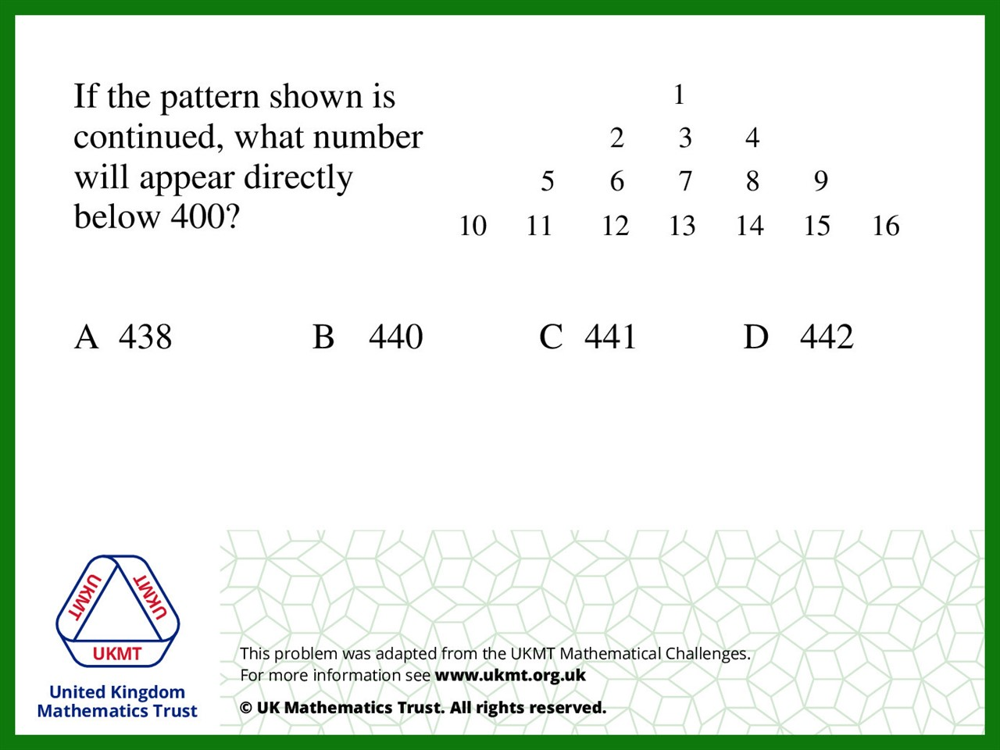 If the pattern shown is
continued, what number
will appear directly
below 400?
1
2 3 4
5 6 7 8 9
10 11 12 13 14 15 16
A 438 B 440 C 441 D 442
UKMT
UKMT
UKMT
United Kingdom
Mathematics Trust
This problem was adapted from the UKMT Mathematical Challenges.
For more information see www.ukmt.org.uk
© UK Mathematics Trust. All rights reserved.